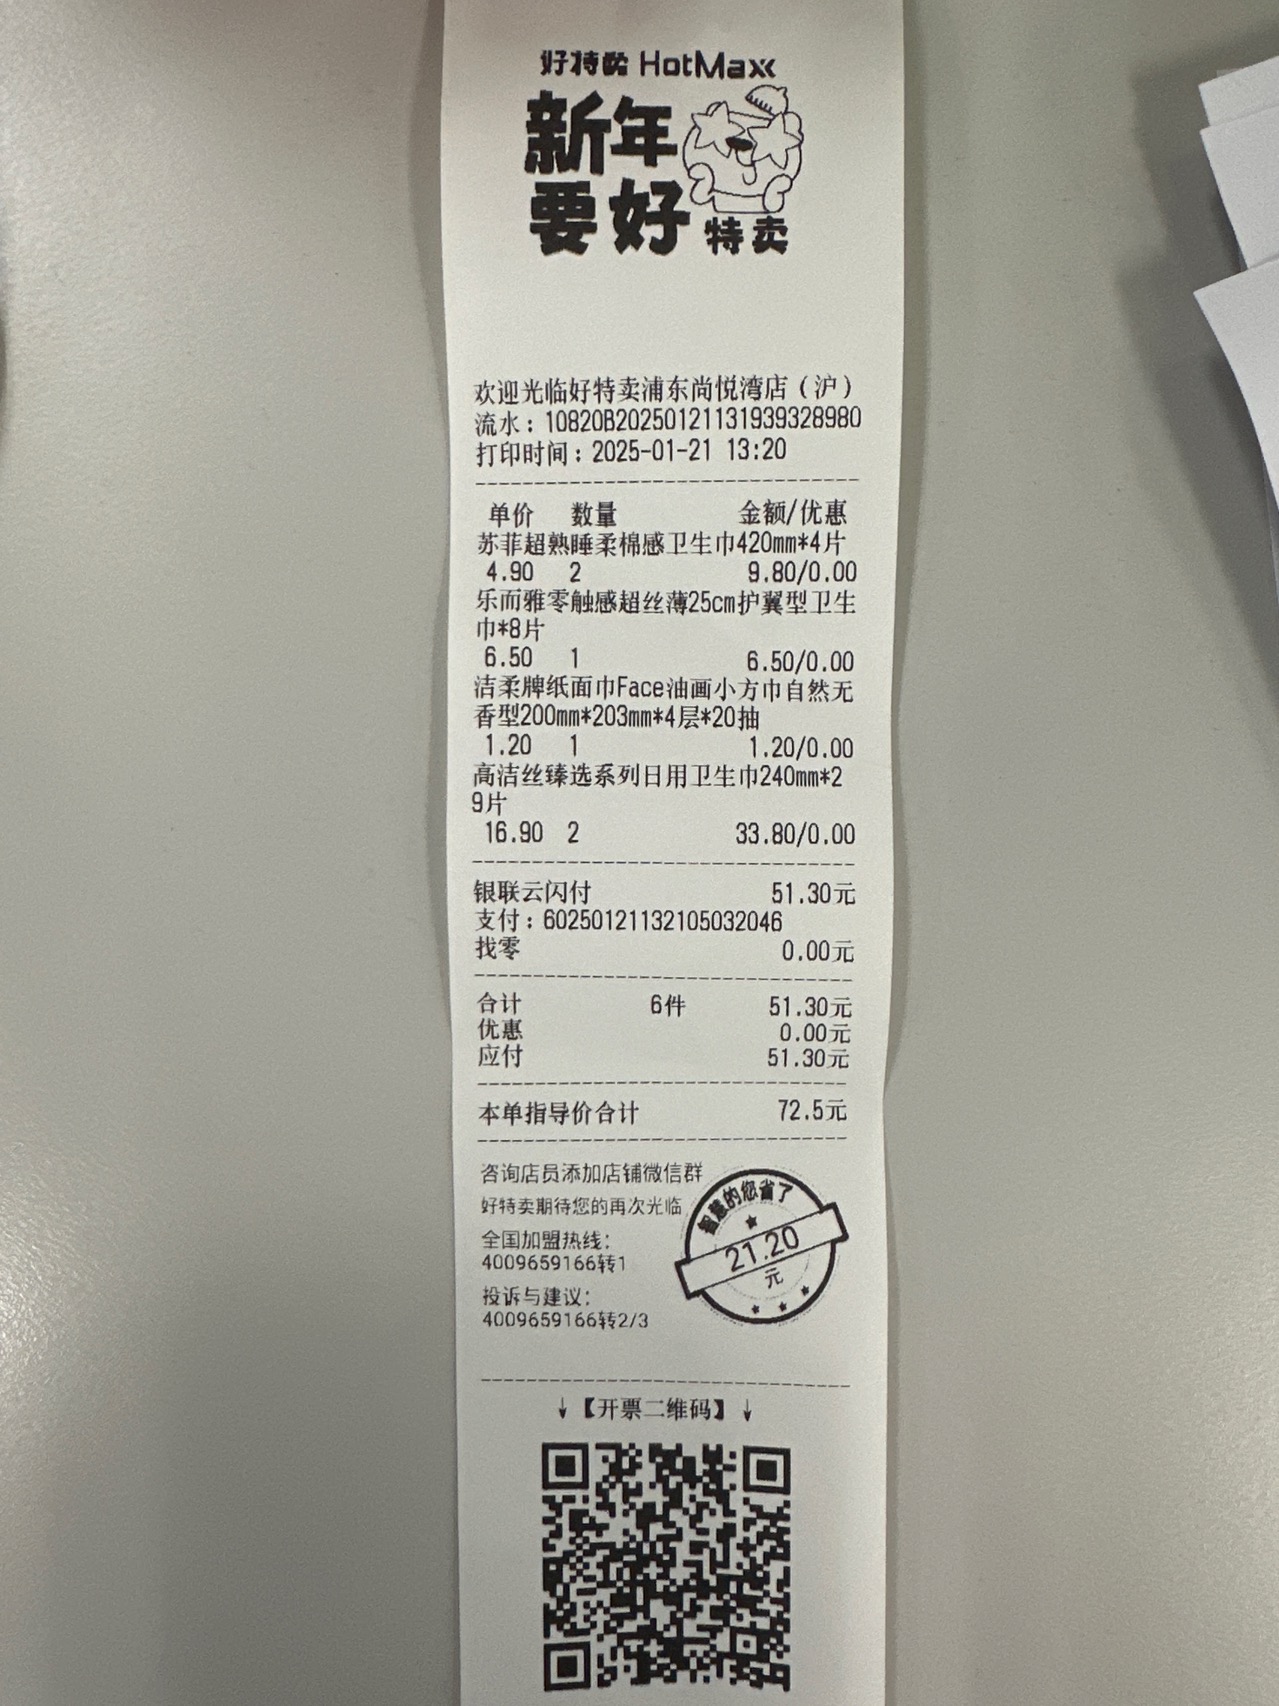 好特卖 HotMaxx
新年
要好特卖
欢迎光临好特卖浦东尚悦湾店（沪）
流水：10820B20250121131939328980
打印时间：2025-01-21 13:20
单价 数量 金额/优惠
苏菲超熟睡柔棉感卫生巾420mm*4片
4.90 2 9.80/0.00
乐而雅零触感超丝薄25cm护翼型卫生
巾*8片
6.50 1 6.50/0.00
洁柔牌纸面巾Face油画小方巾自然无
香型200mm*203mm*4层*20抽
1.20 1 1.20/0.00
高洁丝臻选系列日用卫生巾240mm*2
9片
16.90 2 33.80/0.00
银联云闪付 51.30元
支付：60250121132105032046
找零 0.00元
合计 6件 51.30元
优惠 0.00元
应付 51.30元
本单指导价合计 72.5元
咨询店员添加店铺微信群
好特卖期待您的再次光临
全国加盟热线：
4009659166转1
投诉与建议：
4009659166转2/3
智慧的您省了
21.20
元
↓【开票二维码】↓